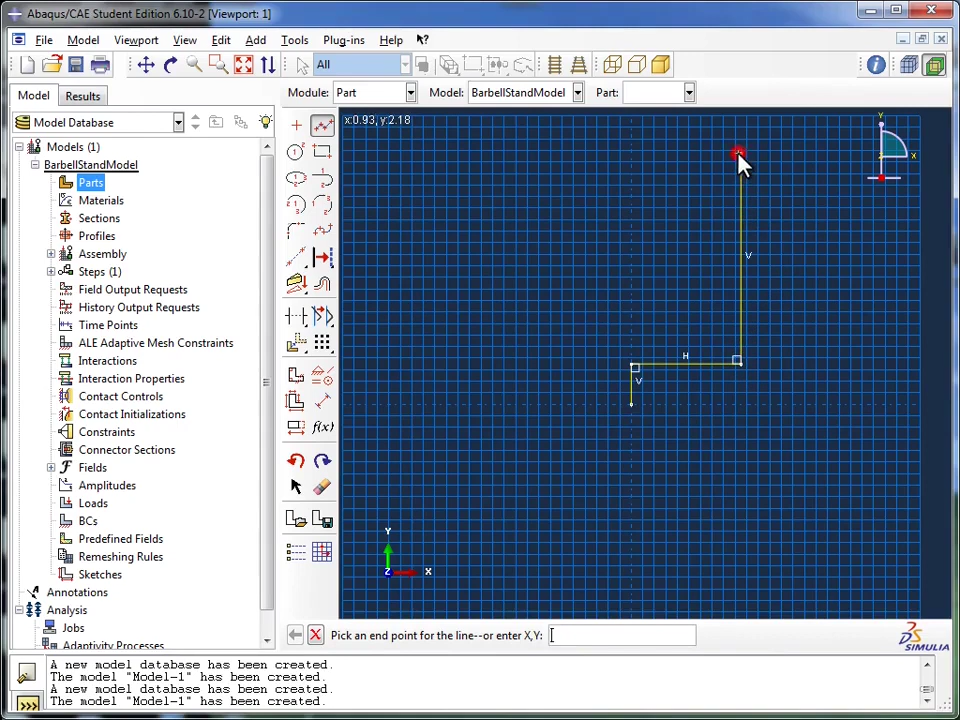 Abaqus/CAE Student Edition 6.10-2 [Viewport: 1]
File Model Viewport View Edit Add Tools Plug-ins Help
All
Model Results
Module: Part Model: BarbellStandModel Part:
Model Database
x:0.93, y:2.18
Models (1)
BarbellStandModel
Parts
Materials
Sections
Profiles
Assembly
Steps (1)
Field Output Requests
History Output Requests
Time Points
ALE Adaptive Mesh Constraints
Interactions
Interaction Properties
Contact Controls
Contact Initializations
Constraints
Connector Sections
Fields
Amplitudes
Loads
BCs
Predefined Fields
Remeshing Rules
Sketches
Annotations
Analysis
Jobs
Adaptivity Processes
f(x)
Y
X
V
H
V
Y
Z X
Pick an end point for the line--or enter X,Y:
SIMULIA
A new model database has been created.
The model "Model-1" has been created.
A new model database has been created.
The model "Model-1" has been created.
>>>